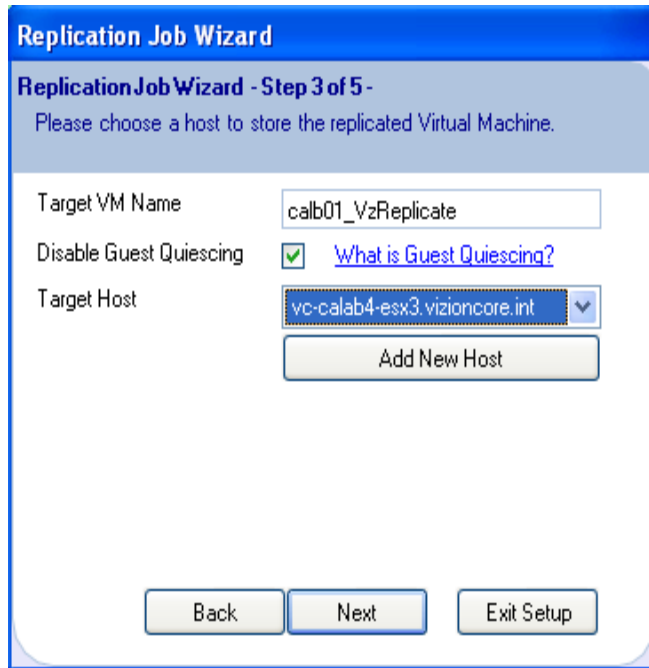 Replication Job Wizard
Replication Job Wizard - Step 3 of 5 -
Please choose a host to store the replicated Virtual Machine.
Target VM Name calb01_VzReplicate
Disable Guest Quiescing What is Guest Quiescing?
Target Host vc-calab4-esx3.vizioncore.int
Add New Host
Back Next Exit Setup